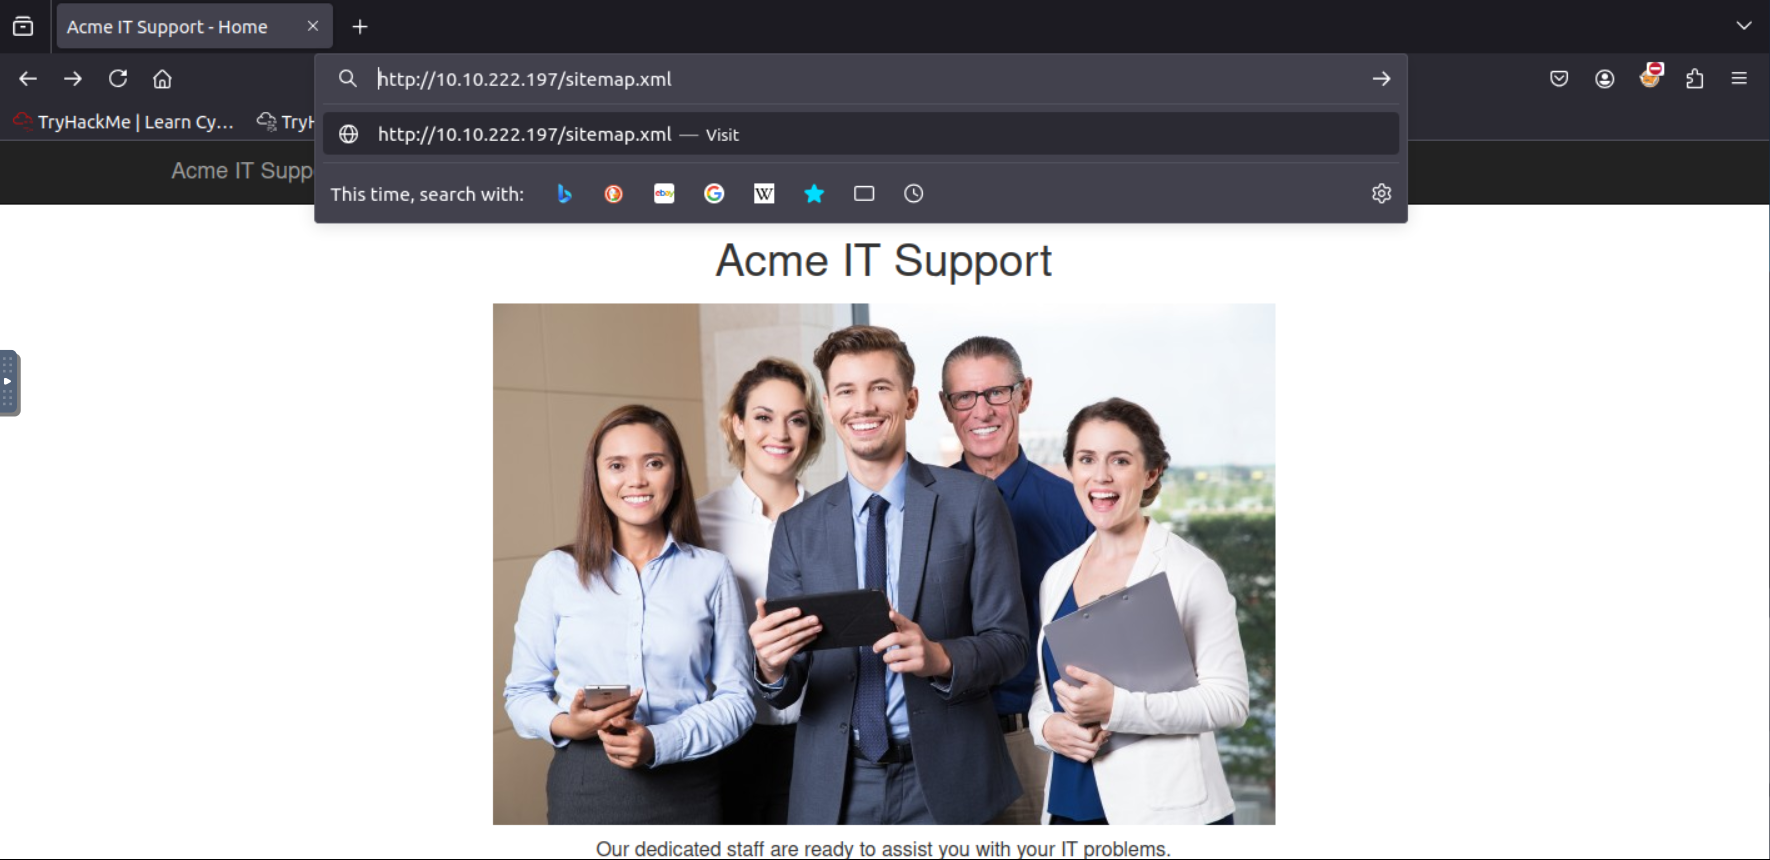 Acme IT Support - Home
http://10.10.222.197/sitemap.xml
TryHackMe | Learn Cy… TryH
http://10.10.222.197/sitemap.xml — Visit
Acme IT Supp
This time, search with: ebay W
Acme IT Support
Our dedicated staff are ready to assist you with your IT problems.